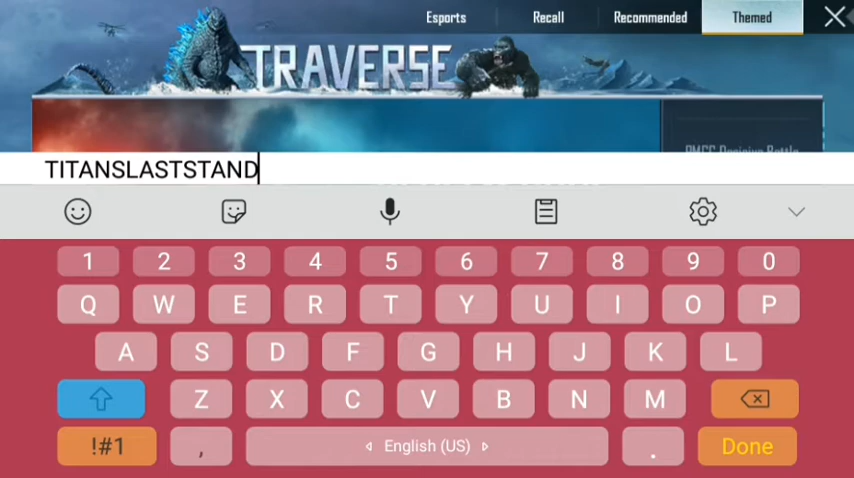 Esports Recall Recommended Themed
TRAVERSE
TITANSLASTSTAND
1 2 3 4 5 6 7 8 9 0
Q W E R T Y U I O P
A S D F G H J K L
Z X C V B N M
!#1 , English (US) . Done